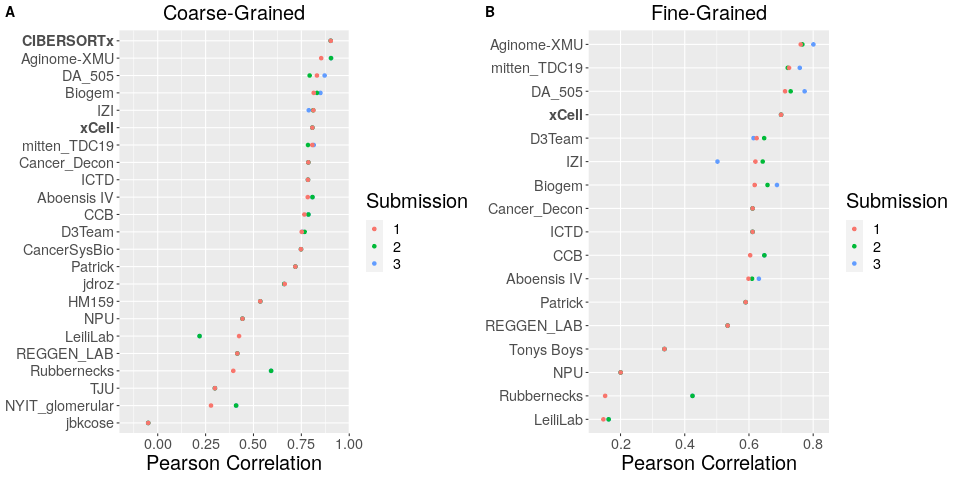 A
Coarse-Grained
CIBERSORTx
Aginome-XMU
DA_505
Biogem
IZI
xCell
mitten_TDC19
Cancer_Decon
ICTD
Aboensis IV
CCB
D3Team
CancerSysBio
Patrick
jdroz
HM159
NPU
LeiliLab
REGGEN_LAB
Rubbernecks
TJU
NYIT_glomerular
jbkcose
0.00 0.25 0.50 0.75 1.00
Pearson Correlation
Submission
1
2
3
B
Fine-Grained
Aginome-XMU
mitten_TDC19
DA_505
xCell
D3Team
IZI
Biogem
Cancer_Decon
ICTD
CCB
Aboensis IV
Patrick
REGGEN_LAB
Tonys Boys
NPU
Rubbernecks
LeiliLab
0.2 0.4 0.6 0.8
Pearson Correlation
Submission
1
2
3